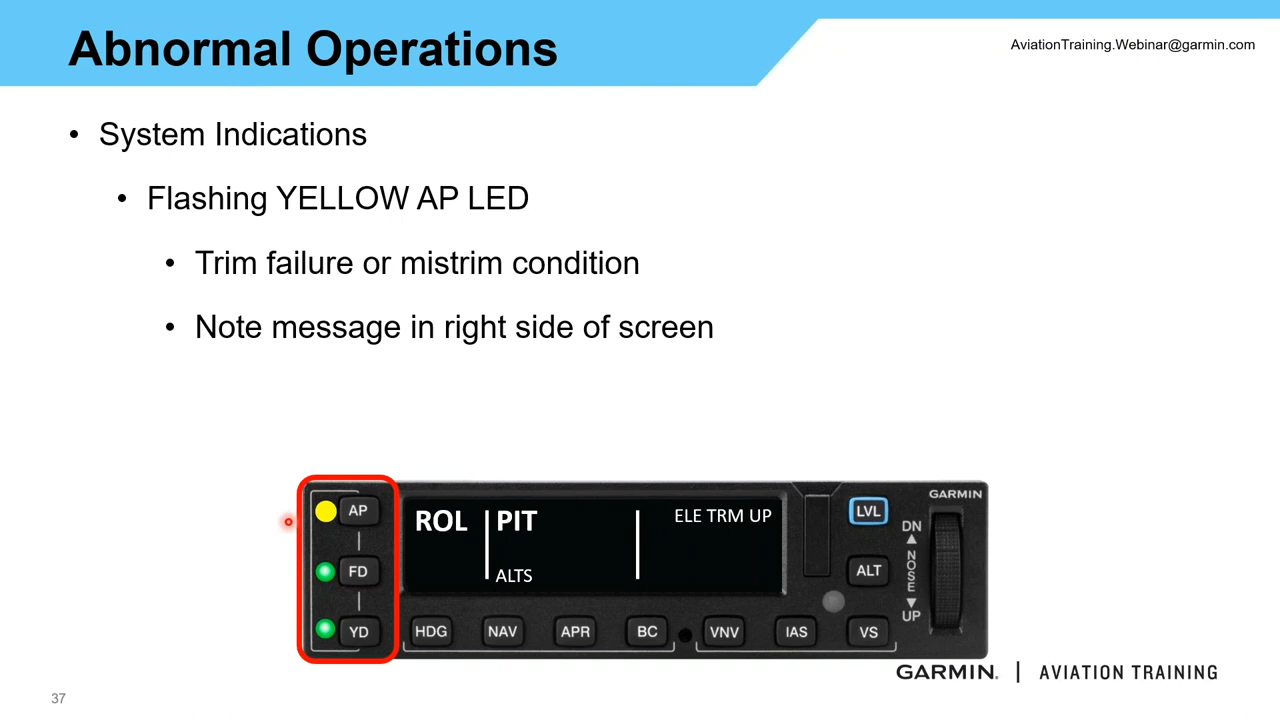 Abnormal Operations
AviationTraining.Webinar@garmin.com
• System Indications
• Flashing YELLOW AP LED
• Trim failure or mistrim condition
• Note message in right side of screen
GARMIN
AP
ROL
PIT
ELE TRM UP
LVL
DN
FD
ALTS
ALT
NOSE
UP
YD
HDG
NAV
APR
BC
VNV
IAS
VS
GARMIN. | AVIATION TRAINING
37